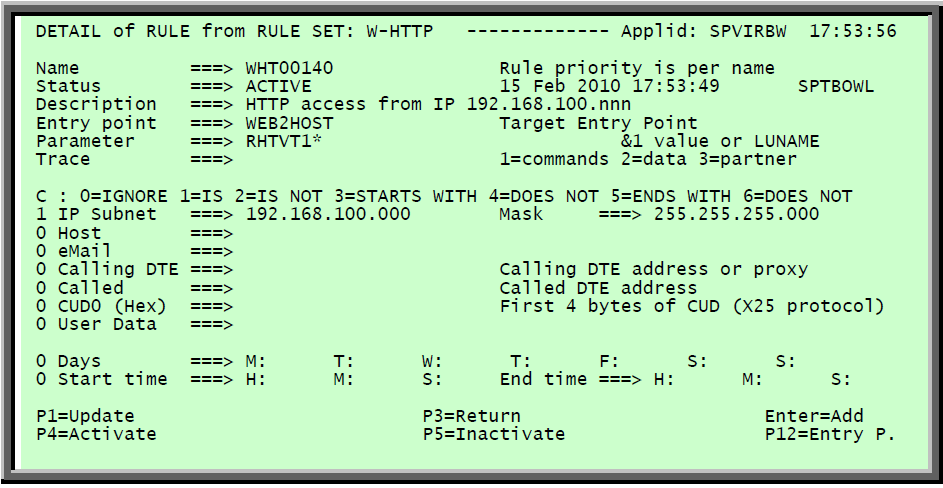 DETAIL of RULE from RULE SET: W-HTTP   ------------- Applid: SPVIRBW  17:53:56
Name          ===> WHT00140               Rule priority is per name
Status        ===> ACTIVE                 15 Feb 2010 17:53:49       SPTBOWL
Description   ===> HTTP access from IP 192.168.100.nnn
Entry point   ===> WEB2HOST               Target Entry Point
Parameter     ===> RHTVT1*                           &1 value or LUNAME
Trace         ===>                        1=commands 2=data 3=partner
C : 0=IGNORE 1=IS 2=IS NOT 3=STARTS WITH 4=DOES NOT 5=ENDS WITH 6=DOES NOT
1 IP Subnet   ===> 192.168.100.000        Mask     ===> 255.255.255.000
0 Host        ===>
0 eMail       ===>
0 Calling DTE ===>                        Calling DTE address or proxy
0 Called      ===>                        Called DTE address
0 CUD0 (Hex)  ===>                        First 4 bytes of CUD (X25 protocol)
0 User Data   ===>
0 Days        ===> M:      T:      W:      T:      F:      S:      S:
0 Start time  ===> H:      M:      S:     End time ===> H:      M:      S:
P1=Update                          P3=Return                      Enter=Add
P4=Activate                        P5=Inactivate                  P12=Entry P.